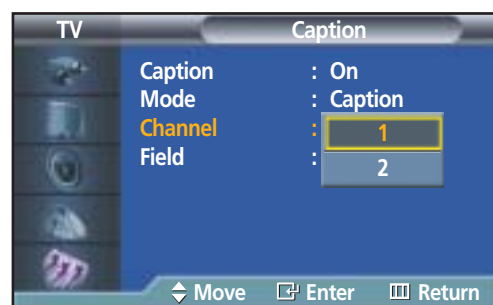 TV Caption
Caption : On
Mode : Caption
Channel : 1
Field : 2
Move Enter Return